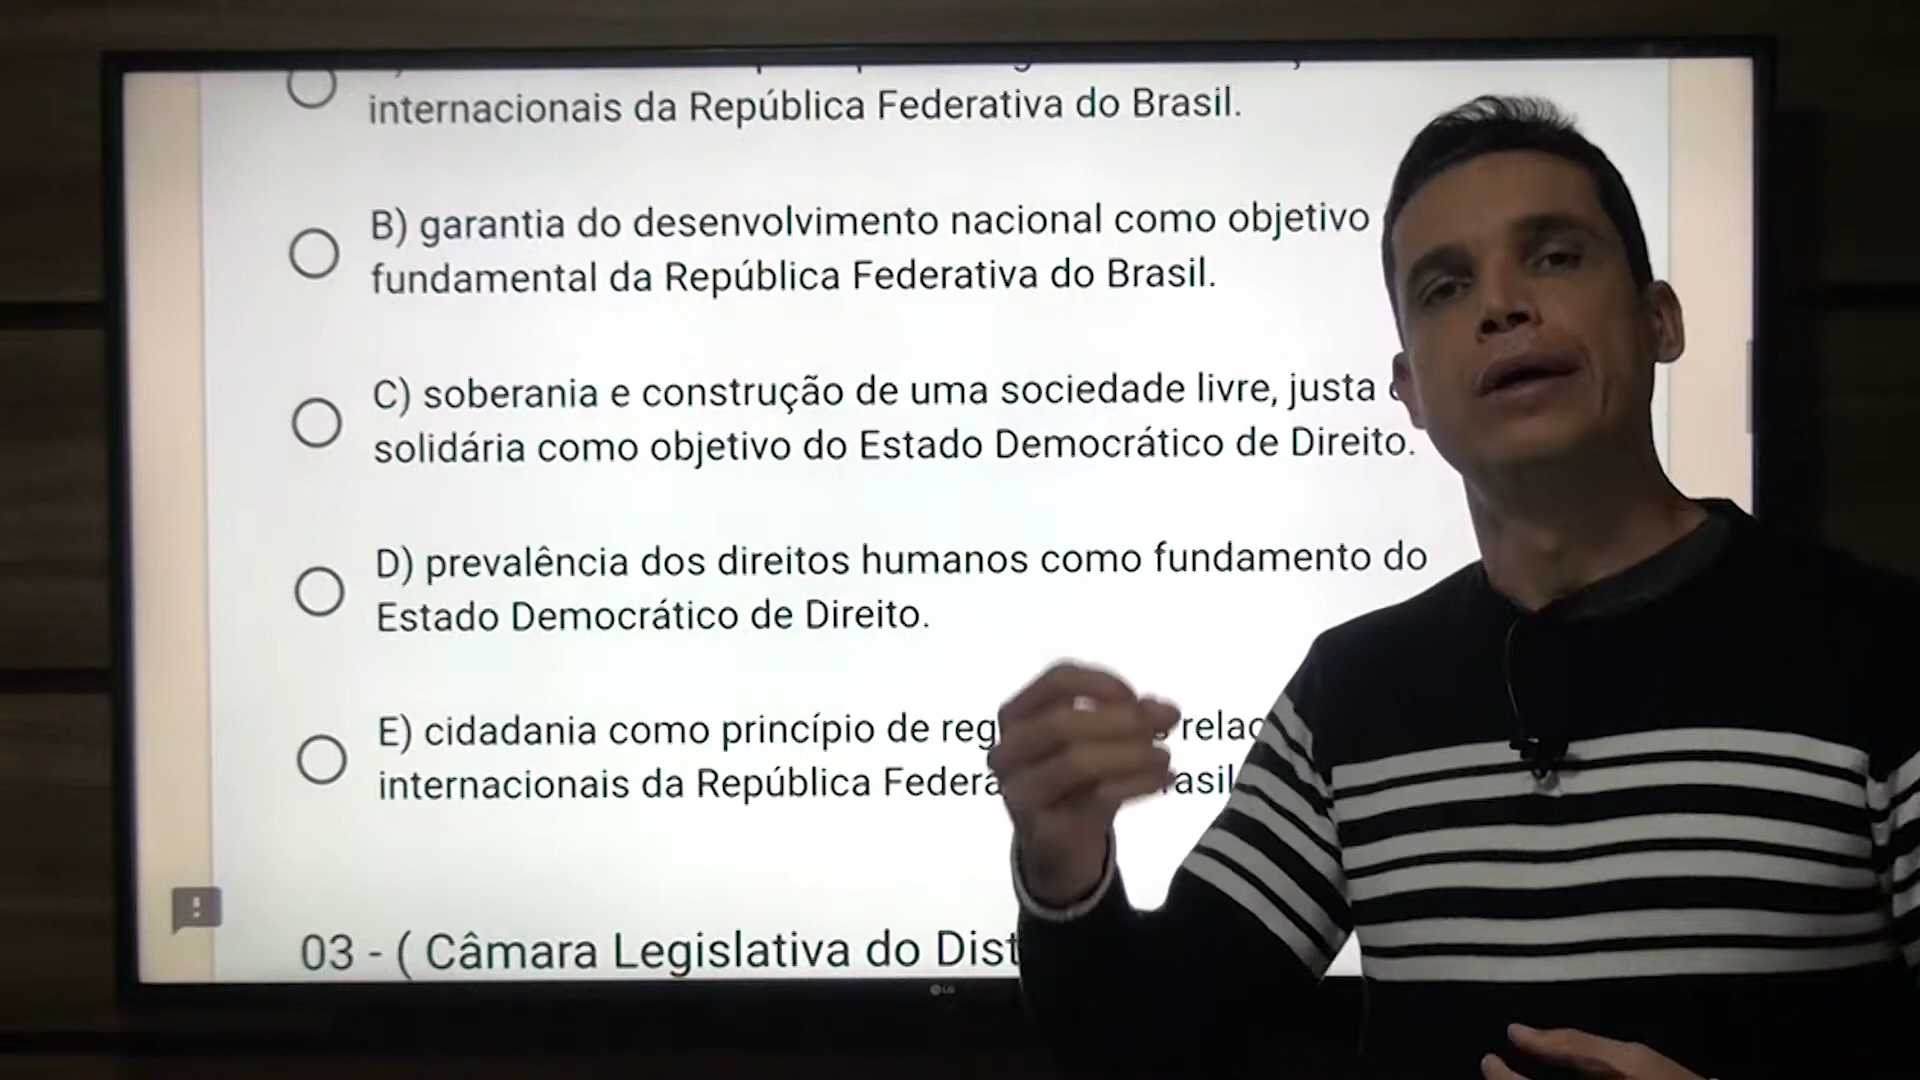 internacionais da República Federativa do Brasil.
B) garantia do desenvolvimento nacional como objetivo
fundamental da República Federativa do Brasil.
C) soberania e construção de uma sociedade livre, justa
solidária como objetivo do Estado Democrático de Direito.
D) prevalência dos direitos humanos como fundamento do
Estado Democrático de Direito.
E) cidadania como princípio de reg relac
internacionais da República Federa asil
03 - ( Câmara Legislativa do Dist
LG